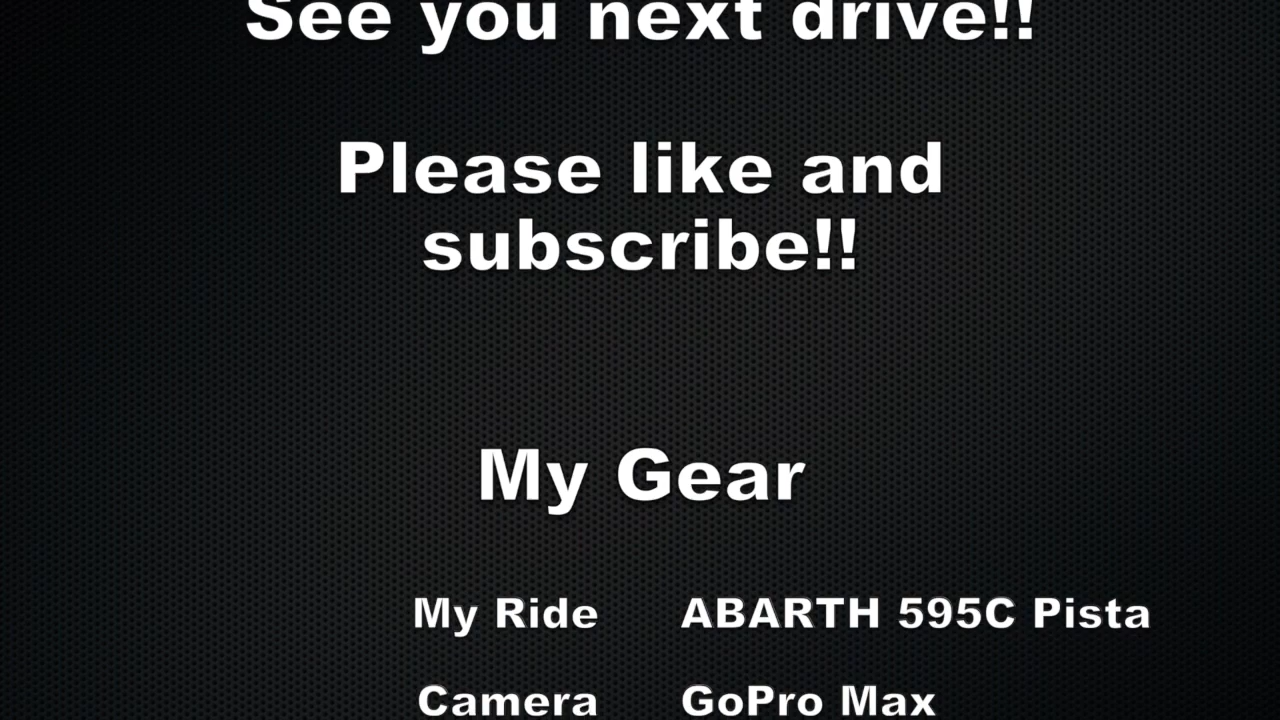 See you next drive!!
Please like and
subscribe!!
My Gear
My Ride ABARTH 595C Pista
Camera GoPro Max